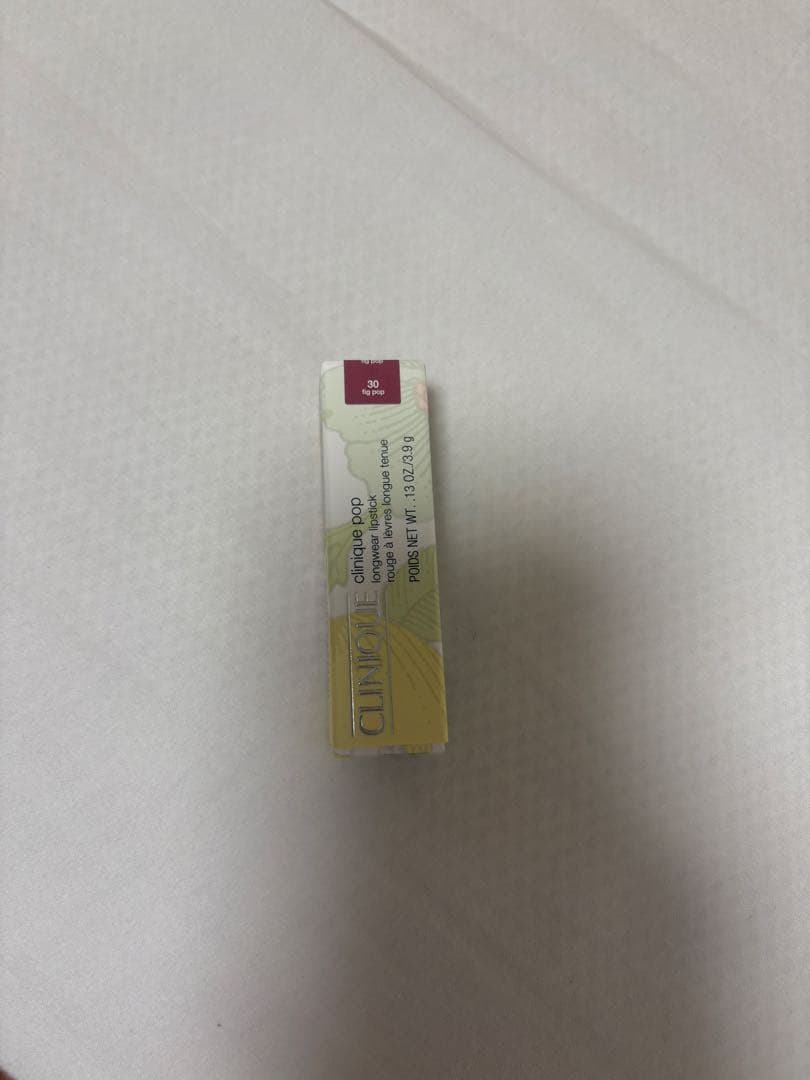 fig pop
30
fig pop
CLINIQUE
clinique pop
longwear lipstick
rouge à lèvres longue tenue
POIDS NET WT. .13 OZ./3.9 g